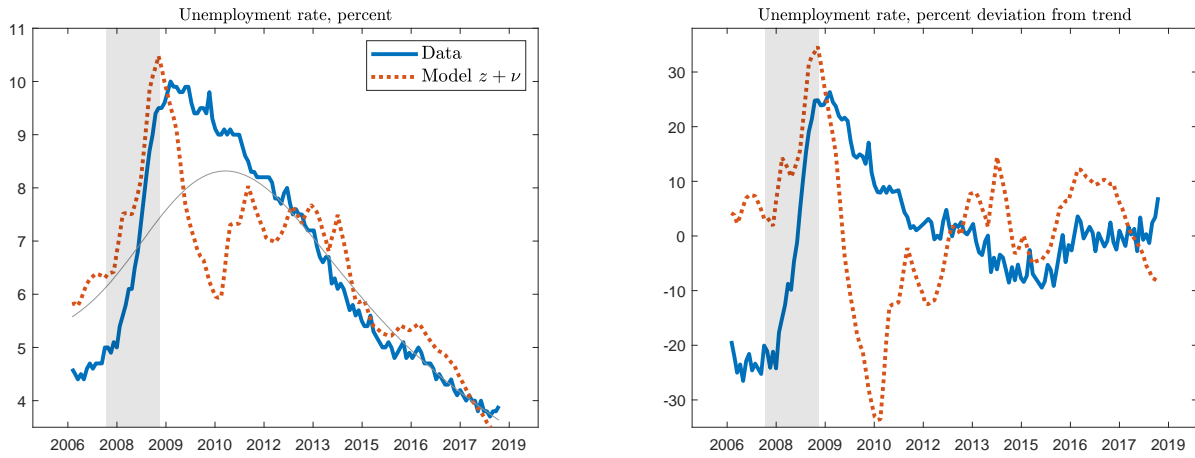 Unemployment rate, percent
11
10
9
8
7
6
5
4
2006 2008 2009 2010 2012 2013 2015 2016 2017 2019
Data
Model z + ν
Unemployment rate, percent deviation from trend
30
20
10
0
-10
-20
-30
2006 2008 2009 2010 2012 2013 2015 2016 2017 2019